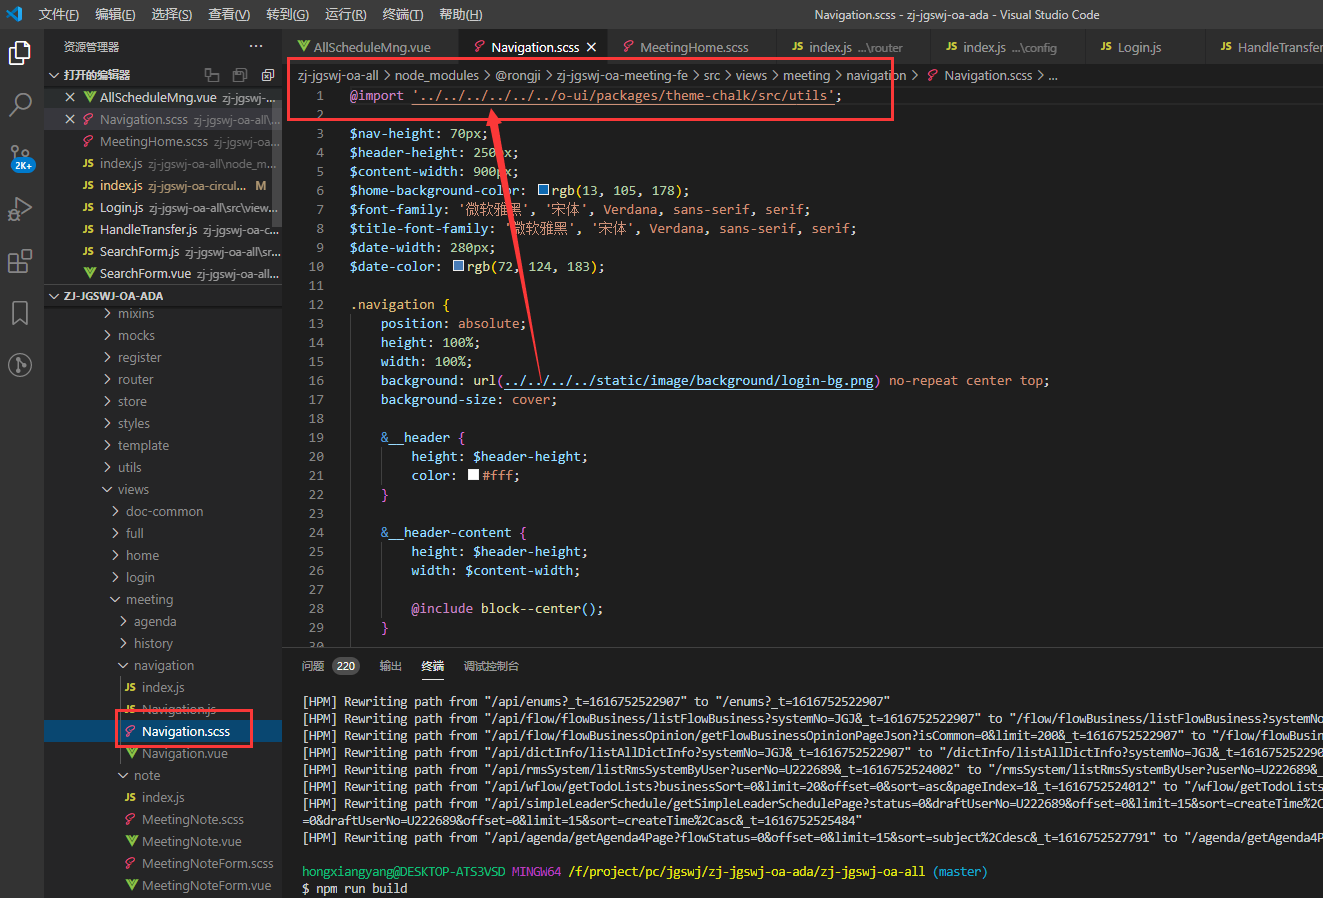 文件(F) 编辑(E) 选择(S) 查看(V) 转到(G) 运行(R) 终端(T) 帮助(H) Navigation.scss - zj-jgswj-oa-ada - Visual Studio Code
资源管理器 ···
AllScheduleMng.vue Navigation.scss MeetingHome.scss JS index.js ...\router JS index.js ...\config JS Login.js JS HandleTransfer
打开的编辑器
AllScheduleMng.vue zj-jgswj-...
Navigation.scss zj-jgswj-oa-all\...
MeetingHome.scss zj-jgswj-oa...
JS index.js zj-jgswj-oa-all\node_m...
JS index.js zj-jgswj-oa-circul... M
JS Login.js zj-jgswj-oa-all\src\view...
JS HandleTransfer.js zj-jgswj-oa-c...
JS SearchForm.js zj-jgswj-oa-all\sr...
SearchForm.vue zj-jgswj-oa-all...
2K+
ZJ-JGSWJ-OA-ADA
mixins
mocks
register
router
store
styles
template
utils
views
doc-common
full
home
login
meeting
agenda
history
navigation
JS index.js
JS Navigation.js
Navigation.scss
Navigation.vue
note
JS index.js
MeetingNote.scss
MeetingNote.vue
MeetingNoteForm.scss
MeetingNoteForm.vue
zj-jgswj-oa-all > node_modules > @rongji > zj-jgswj-oa-meeting-fe > src > views > meeting > navigation > Navigation.scss > ...
1 @import '../../../../../../o-ui/packages/theme-chalk/src/utils';
2
3 $nav-height: 70px;
4 $header-height: 250px;
5 $content-width: 900px;
6 $home-background-color: rgb(13, 105, 178);
7 $font-family: '微软雅黑', '宋体', Verdana, sans-serif, serif;
8 $title-font-family: '微软雅黑', '宋体', Verdana, sans-serif, serif;
9 $date-width: 280px;
10 $date-color: rgb(72, 124, 183);
11
12 .navigation {
13 position: absolute;
14 height: 100%;
15 width: 100%;
16 background: url(../../../../static/image/background/login-bg.png) no-repeat center top;
17 background-size: cover;
18
19 &__header {
20 height: $header-height;
21 color: #fff;
22 }
23
24 &__header-content {
25 height: $header-height;
26 width: $content-width;
27
28 @include block--center();
29 }
30
问题 220 输出 终端 调试控制台
[HPM] Rewriting path from "/api/enums?_t=1616752522907" to "/enums?_t=1616752522907"
[HPM] Rewriting path from "/api/flow/flowBusiness/listFlowBusiness?systemNo=JGJ&_t=1616752522907" to "/flow/flowBusiness/listFlowBusiness?systemNo
[HPM] Rewriting path from "/api/flow/flowBusinessOpinion/getFlowBusinessOpinionPageJson?isCommon=0&limit=200&_t=1616752522907" to "/flow/flowBusin
[HPM] Rewriting path from "/api/dictInfo/listAllDictInfo?systemNo=JGJ&_t=1616752522907" to "/dictInfo/listAllDictInfo?systemNo=JGJ&_t=161675252290
[HPM] Rewriting path from "/api/rmsSystem/listRmsSystemByUser?userNo=U222689&_t=1616752524002" to "/rmsSystem/listRmsSystemByUser?userNo=U222689&_
[HPM] Rewriting path from "/api/wflow/getTodoLists?businessSort=0&limit=20&offset=0&sort=asc&pageIndex=1&_t=1616752524012" to "/wflow/getTodoLists
[HPM] Rewriting path from "/api/simpleLeaderSchedule/getSimpleLeaderSchedulePage?status=0&draftUserNo=U222689&offset=0&limit=15&sort=createTime%2C
=0&draftUserNo=U222689&offset=0&limit=15&sort=createTime%2Casc&_t=1616752525484"
[HPM] Rewriting path from "/api/agenda/getAgenda4Page?flowStatus=0&offset=0&limit=15&sort=subject%2Cdesc&_t=1616752527791" to "/agenda/getAgenda4P
hongxiangyang@DESKTOP-ATS3VSD MINGW64 /f/project/pc/jgswj/zj-jgswj-oa-ada/zj-jgswj-oa-all (master)
$ npm run build